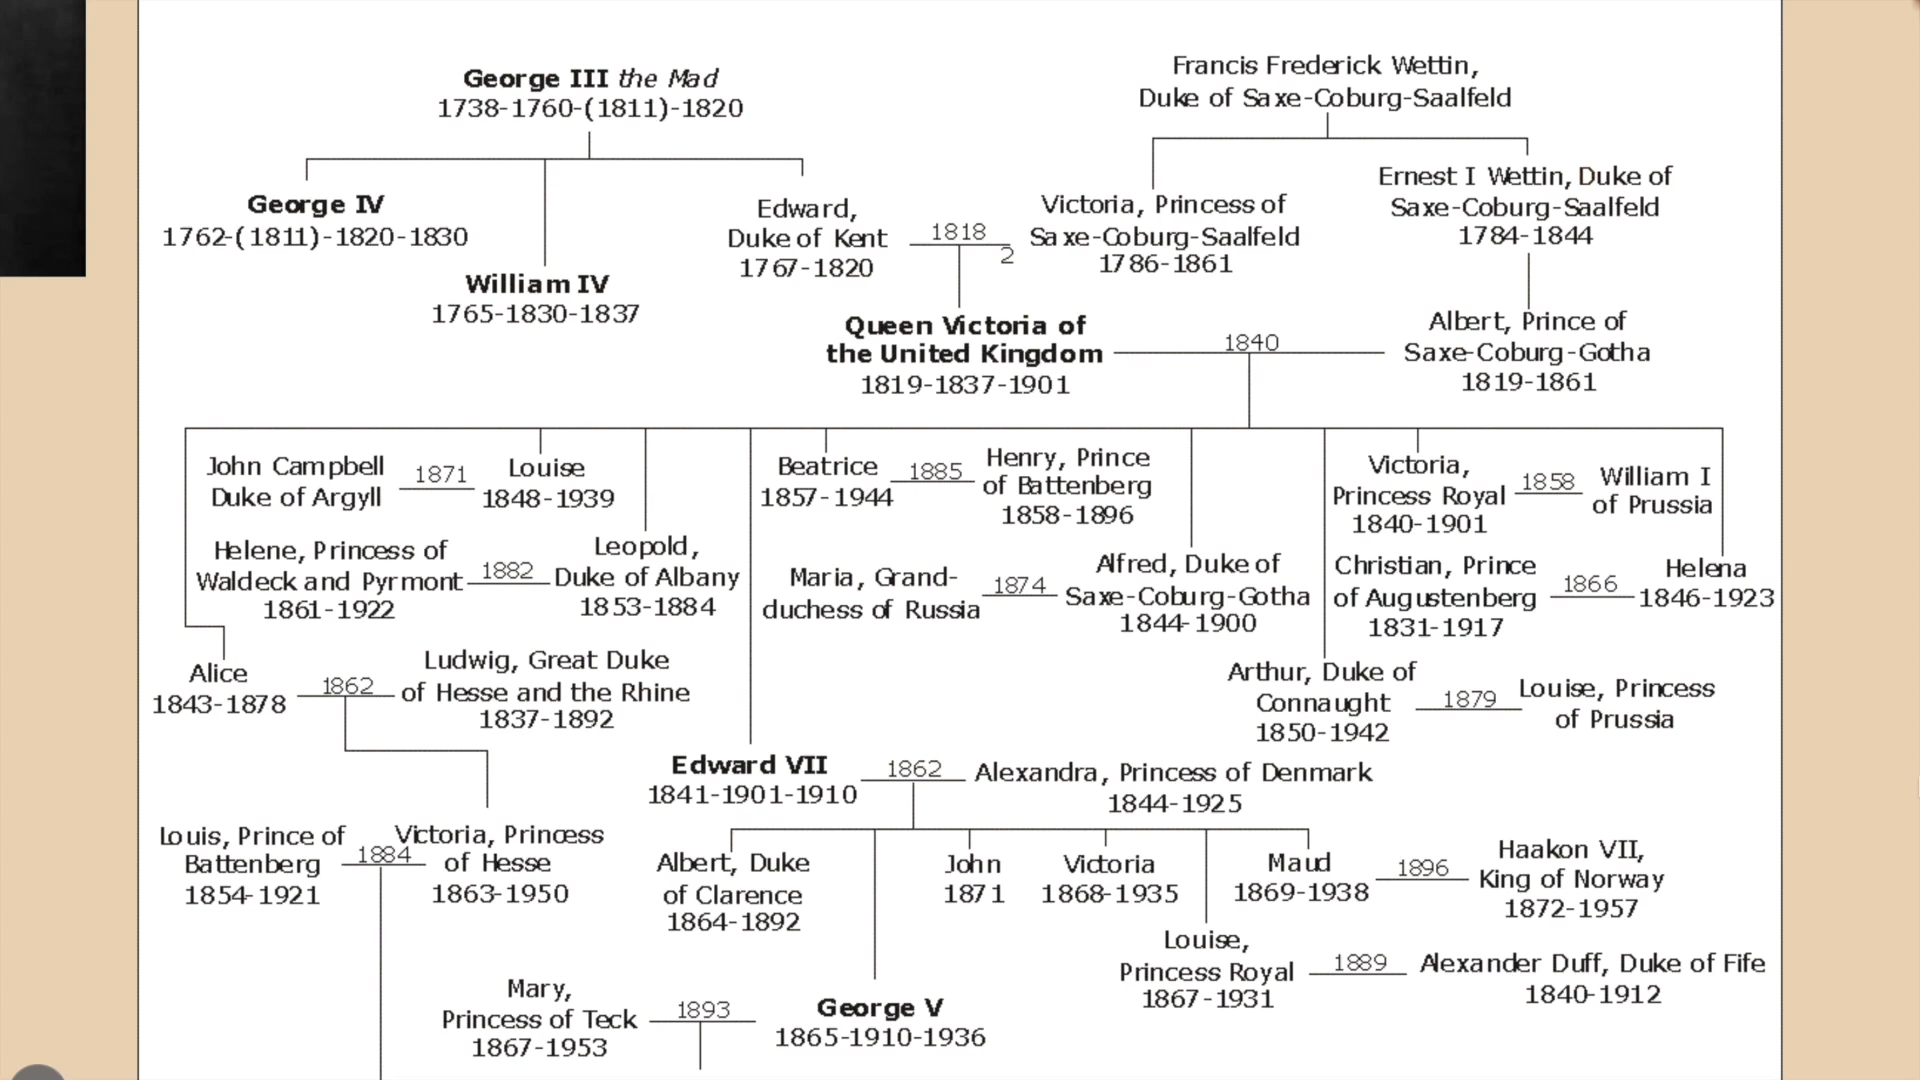 George III the Mad
1738-1760-(1811)-1820
Francis Frederick Wettin,
Duke of Saxe-Coburg-Saalfeld
George IV
1762-(1811)-1820-1830
William IV
1765-1830-1837
Edward,
Duke of Kent
1767-1820
1818
2
Victoria, Princess of
Saxe-Coburg-Saalfeld
1786-1861
Ernest I Wettin, Duke of
Saxe-Coburg-Saalfeld
1784-1844
Queen Victoria of
the United Kingdom
1819-1837-1901
1840
Albert, Prince of
Saxe-Coburg-Gotha
1819-1861
John Campbell
Duke of Argyll
1871
Louise
1848-1939
Beatrice
1857-1944
1885
Henry, Prince
of Battenberg
1858-1896
Victoria,
Princess Royal
1840-1901
1858
William I
of Prussia
Helene, Princess of
Waldeck and Pyrmont
1861-1922
1882
Leopold,
Duke of Albany
1853-1884
Maria, Grand-
duchess of Russia
1874
Alfred, Duke of
Saxe-Coburg-Gotha
1844-1900
Christian, Prince
of Augustenberg
1831-1917
1866
Helena
1846-1923
Alice
1843-1878
1862
Ludwig, Great Duke
of Hesse and the Rhine
1837-1892
Arthur, Duke of
Connaught
1850-1942
1879
Louise, Princess
of Prussia
Edward VII
1841-1901-1910
1862
Alexandra, Princess of Denmark
1844-1925
Louis, Prince of
Battenberg
1854-1921
1884
Victoria, Princess
of Hesse
1863-1950
Albert, Duke
of Clarence
1864-1892
John
1871
Victoria
1868-1935
Maud
1869-1938
1896
Haakon VII,
King of Norway
1872-1957
Louise,
Princess Royal
1867-1931
1889
Alexander Duff, Duke of Fife
1840-1912
Mary,
Princess of Teck
1867-1953
1893
George V
1865-1910-1936